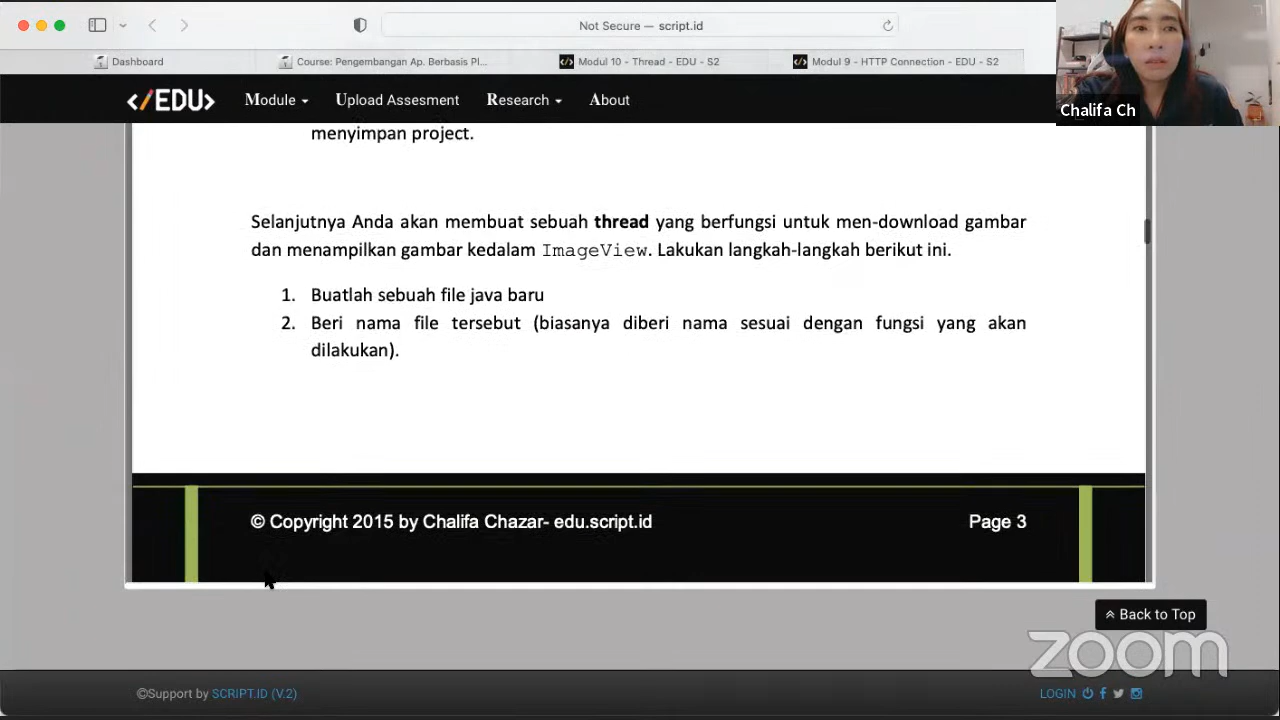 Not Secure — script.id
Dashboard
Course: Pengembangan Ap. Berbasis Pl...
Modul 10 - Thread - EDU - S2
Modul 9 - HTTP Connection - EDU - S2
Chalifa Ch
</EDU>
Module
Upload Assesment
Research
About
menyimpan project.
Selanjutnya Anda akan membuat sebuah thread yang berfungsi untuk men-download gambar
dan menampilkan gambar kedalam ImageView. Lakukan langkah-langkah berikut ini.
1. Buatlah sebuah file java baru
2. Beri nama file tersebut (biasanya diberi nama sesuai dengan fungsi yang akan
dilakukan).
© Copyright 2015 by Chalifa Chazar- edu.script.id
Page 3
Back to Top
zoom
©Support by SCRIPT.ID (V.2)
LOGIN